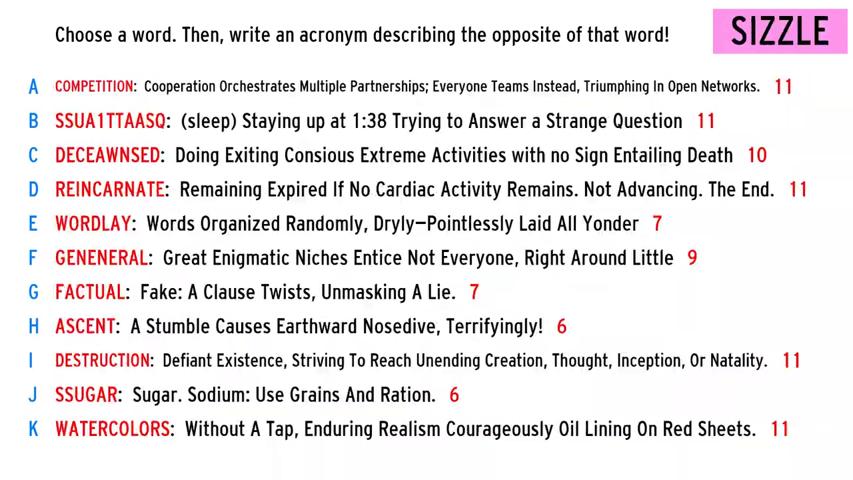 Choose a word. Then, write an acronym describing the opposite of that word!
SIZZLE
A COMPETITION: Cooperation Orchestrates Multiple Partnerships; Everyone Teams Instead, Triumphing In Open Networks. 11
B SSUA1TTAASQ: (sleep) Staying up at 1:38 Trying to Answer a Strange Question 11
C DECEAWNSED: Doing Exiting Consious Extreme Activities with no Sign Entailing Death 10
D REINCARNATE: Remaining Expired If No Cardiac Activity Remains. Not Advancing. The End. 11
E WORDLAY: Words Organized Randomly, Dryly—Pointlessly Laid All Yonder 7
F GENENERAL: Great Enigmatic Niches Entice Not Everyone, Right Around Little 9
G FACTUAL: Fake: A Clause Twists, Unmasking A Lie. 7
H ASCENT: A Stumble Causes Earthward Nosedive, Terrifyingly! 6
I DESTRUCTION: Defiant Existence, Striving To Reach Unending Creation, Thought, Inception, Or Natality. 11
J SSUGAR: Sugar. Sodium: Use Grains And Ration. 6
K WATERCOLORS: Without A Tap, Enduring Realism Courageously Oil Lining On Red Sheets. 11